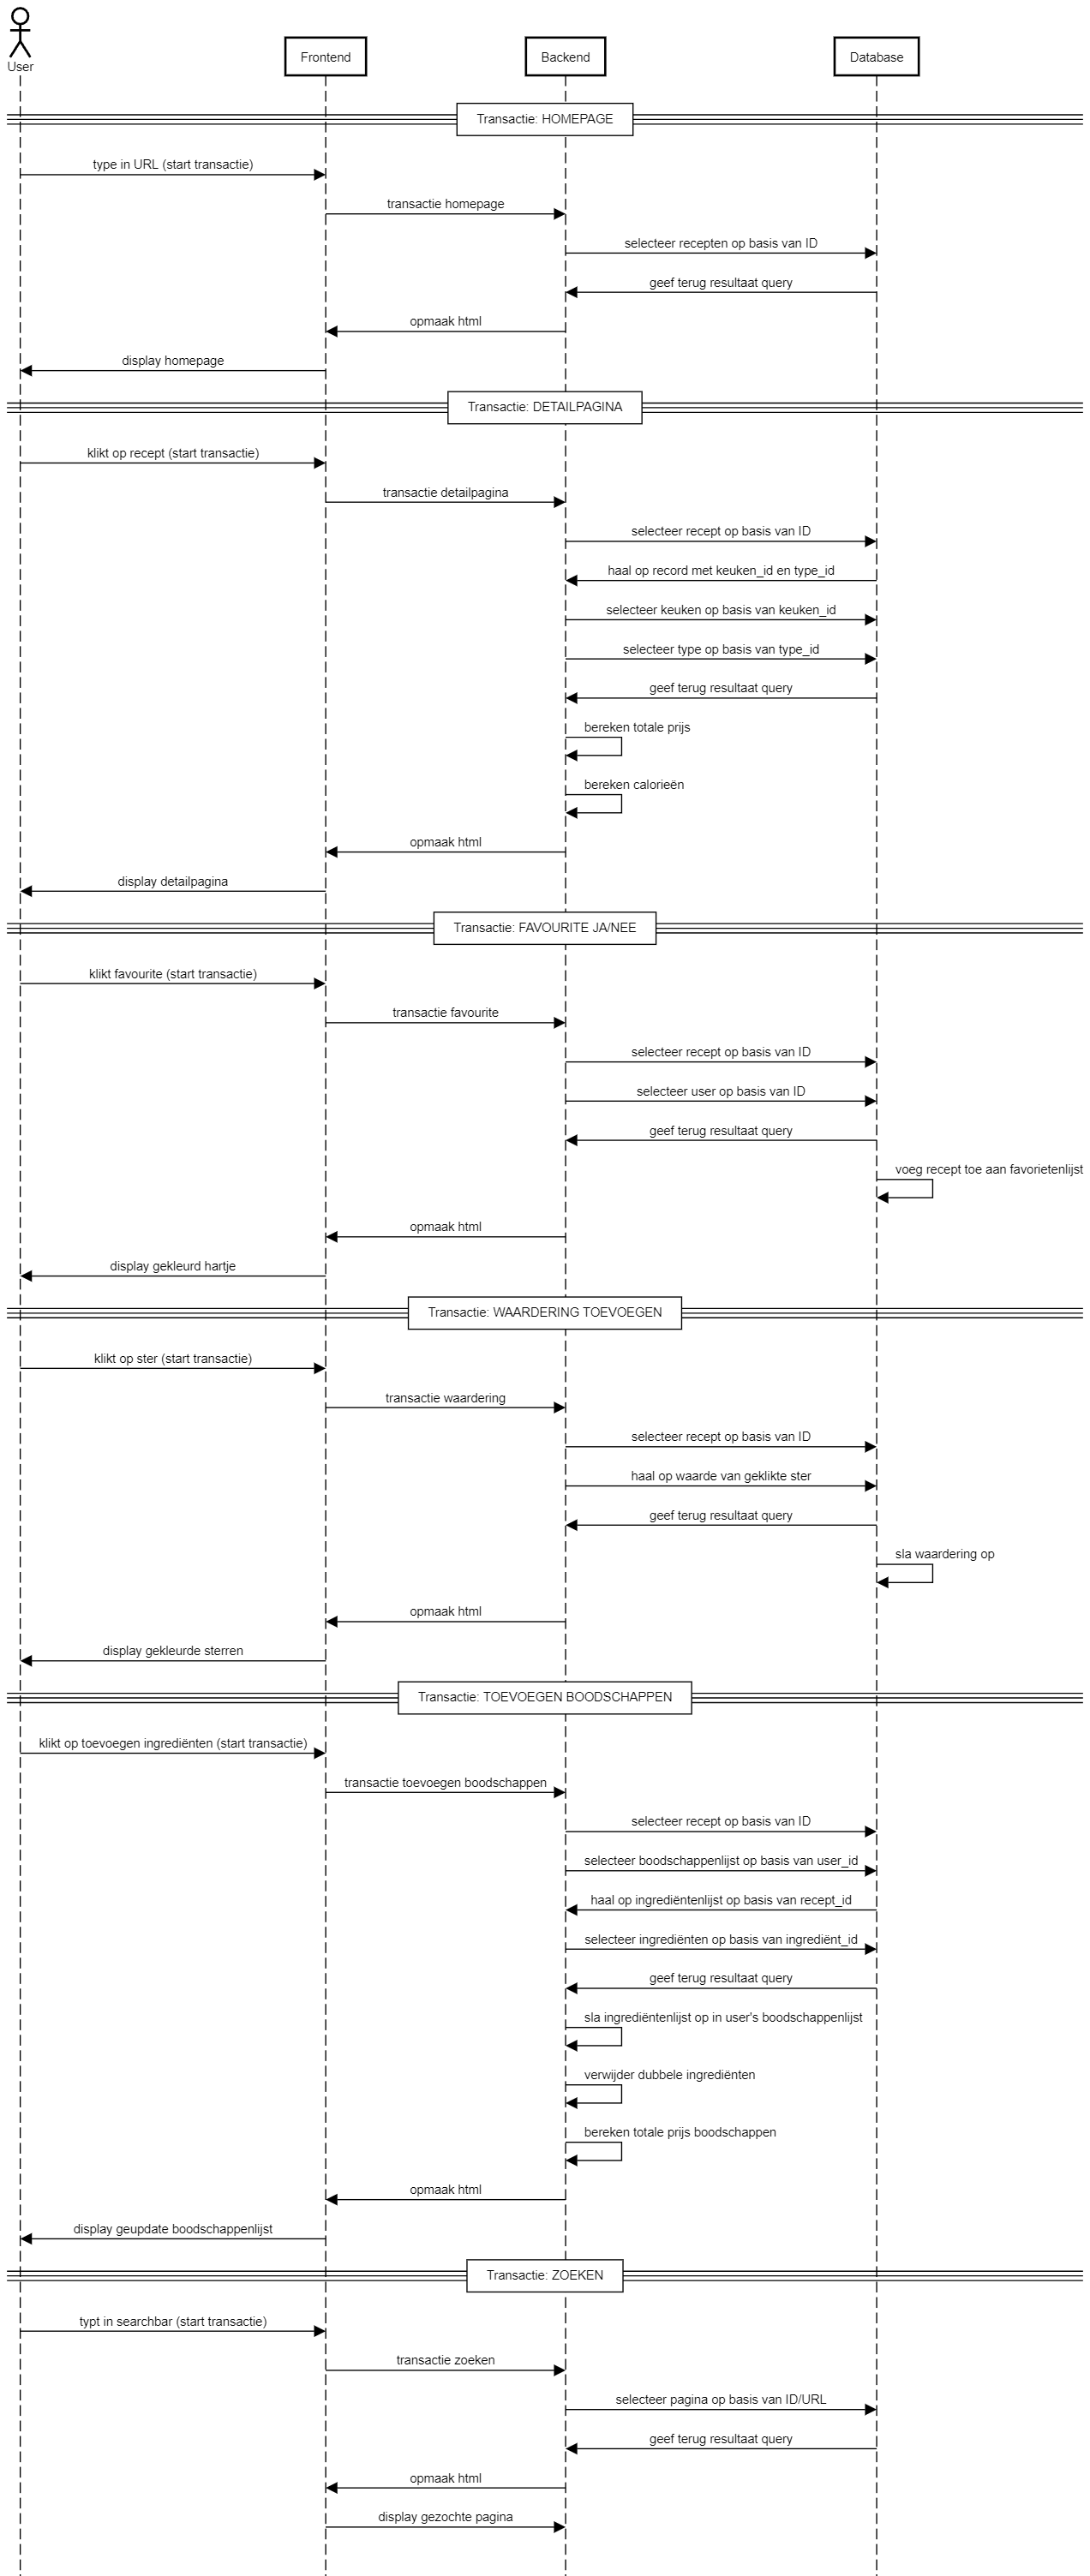 User
Frontend
Backend
Database
Transactie: HOMEPAGE
type in URL (start transactie)
transactie homepage
selecteer recepten op basis van ID
geef terug resultaat query
opmaak html
display homepage
Transactie: DETAILPAGINA
klikt op recept (start transactie)
transactie detailpagina
selecteer recept op basis van ID
haal op record met keuken_id en type_id
selecteer keuken op basis van keuken_id
selecteer type op basis van type_id
geef terug resultaat query
bereken totale prijs
bereken calorieën
opmaak html
display detailpagina
Transactie: FAVOURITE JA/NEE
klikt favourite (start transactie)
transactie favourite
selecteer recept op basis van ID
selecteer user op basis van ID
geef terug resultaat query
voeg recept toe aan favorietenlijst
opmaak html
display gekleurd hartje
Transactie: WAARDERING TOEVOEGEN
klikt op ster (start transactie)
transactie waardering
selecteer recept op basis van ID
haal op waarde van geklikte ster
geef terug resultaat query
sla waardering op
opmaak html
display gekleurde sterren
Transactie: TOEVOEGEN BOODSCHAPPEN
klikt op toevoegen ingrediënten (start transactie)
transactie toevoegen boodschappen
selecteer recept op basis van ID
selecteer boodschappenlijst op basis van user_id
haal op ingrediëntenlijst op basis van recept_id
selecteer ingrediënten op basis van ingrediënt_id
geef terug resultaat query
sla ingrediëntenlijst op in user's boodschappenlijst
verwijder dubbele ingrediënten
bereken totale prijs boodschappen
opmaak html
display geupdate boodschappenlijst
Transactie: ZOEKEN
typt in searchbar (start transactie)
transactie zoeken
selecteer pagina op basis van ID/URL
geef terug resultaat query
opmaak html
display gezochte pagina